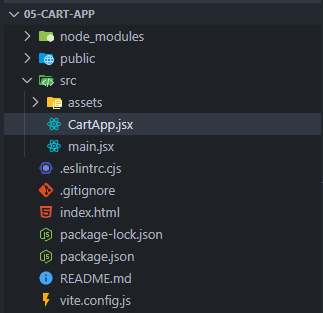 05-CART-APP
node_modules
public
src
assets
CartApp.jsx
main.jsx
.eslintrc.cjs
.gitignore
index.html
package-lock.json
package.json
README.md
vite.config.js